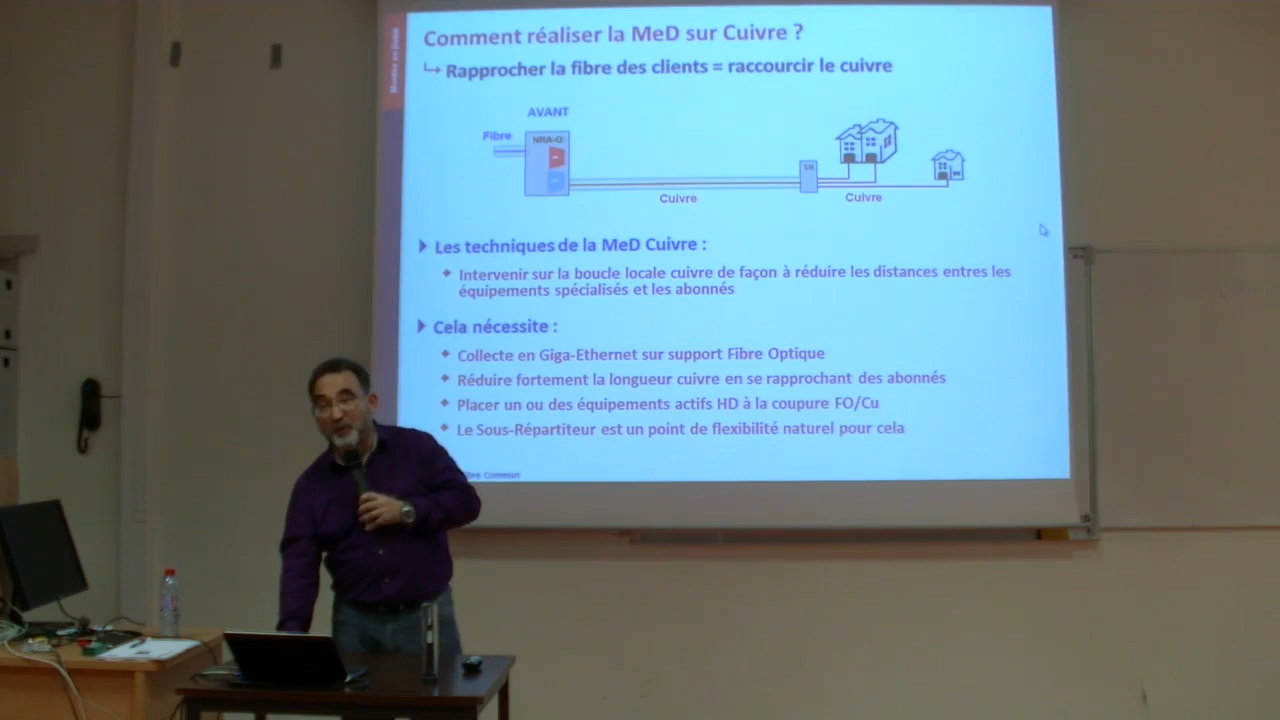 Comment réaliser la MeD sur Cuivre ?
Rapprocher la fibre des clients = raccourcir le cuivre
AVANT
Fibre
NRA-O
SR
Cuivre
Cuivre
Les techniques de la MeD Cuivre :
Intervenir sur la boucle locale cuivre de façon à réduire les distances entres les
équipements spécialisés et les abonnés
Cela nécessite :
Collecte en Giga-Ethernet sur support Fibre Optique
Réduire fortement la longueur cuivre en se rapprochant des abonnés
Placer un ou des équipements actifs HD à la coupure FO/Cu
Le Sous-Répartiteur est un point de flexibilité naturel pour cela